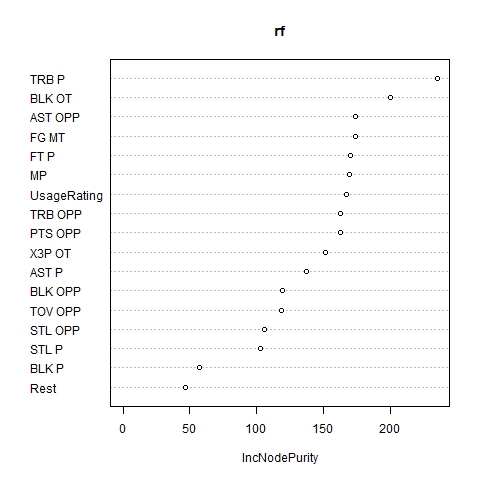 rf
TRB P
BLK OT
AST OPP
FG MT
FT P
MP
UsageRating
TRB OPP
PTS OPP
X3P OT
AST P
BLK OPP
TOV OPP
STL OPP
STL P
BLK P
Rest
0 50 100 150 200
IncNodePurity